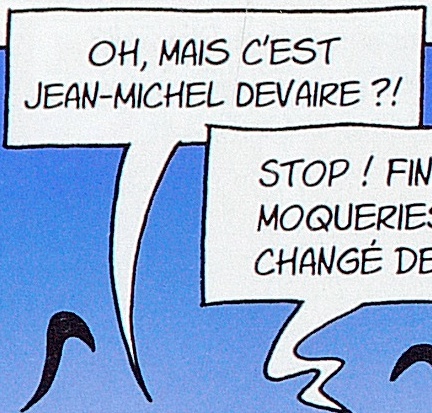 OH, MAIS C'EST
JEAN-MICHEL DEVAIRE ?!
STOP ! FIN
MOQUERIES
CHANGÉ DE